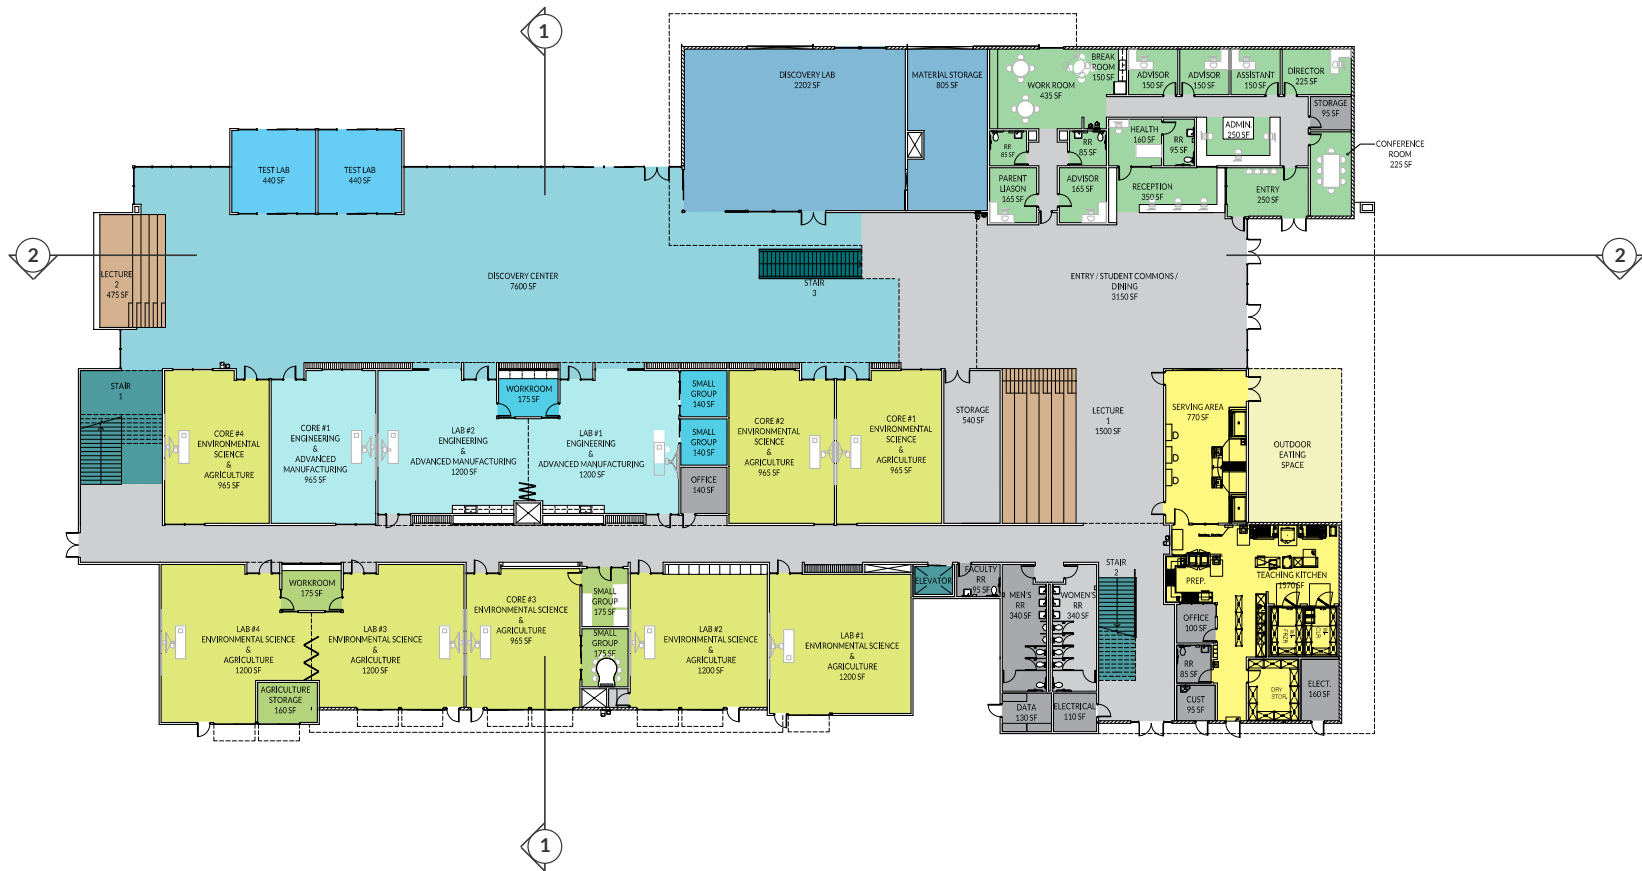 1
DISCOVERY LAB
2202 SF
MATERIAL STORAGE
805 SF
BREAK
ROOM
150 SF
WORK ROOM
435 SF
ADVISOR
150 SF
ADVISOR
150 SF
ASSISTANT
150 SF
DIRECTOR
225 SF
STORAGE
95 SF
ADMIN.
250 SF
HEALTH
160 SF
RR
95 SF
RR
85 SF
RR
85 SF
CONFERENCE
ROOM
225 SF
PARENT
LIASON
165 SF
ADVISOR
165 SF
RECEPTION
350 SF
ENTRY
250 SF
TEST LAB
440 SF
TEST LAB
440 SF
2
2
LECTURE
2
475 SF
DISCOVERY CENTER
7600 SF
STAIR
3
ENTRY / STUDENT COMMONS /
DINING
3150 SF
STAIR
1
CORE #4
ENVIRONMENTAL
SCIENCE
&
AGRICULTURE
965 SF
CORE #1
ENGINEERING
&
ADVANCED
MANUFACTURING
965 SF
LAB #2
ENGINEERING
&
ADVANCED MANUFACTURING
1200 SF
WORKROOM
175 SF
LAB #1
ENGINEERING
&
ADVANCED MANUFACTURING
1200 SF
SMALL
GROUP
140 SF
SMALL
GROUP
140 SF
OFFICE
140 SF
CORE #2
ENVIRONMENTAL
SCIENCE
&
AGRICULTURE
965 SF
CORE #1
ENVIRONMENTAL
SCIENCE
&
AGRICULTURE
965 SF
STORAGE
540 SF
LECTURE
1
1500 SF
SERVING AREA
770 SF
OUTDOOR
EATING
SPACE
LAB #4
ENVIRONMENTAL SCIENCE
&
AGRICULTURE
1200 SF
WORKROOM
175 SF
AGRICULTURE
STORAGE
160 SF
LAB #3
ENVIRONMENTAL SCIENCE
&
AGRICULTURE
1200 SF
CORE #3
ENVIRONMENTAL SCIENCE
&
AGRICULTURE
965 SF
SMALL
GROUP
175 SF
SMALL
GROUP
175 SF
LAB #2
ENVIRONMENTAL SCIENCE
&
AGRICULTURE
1200 SF
LAB #1
ENVIRONMENTAL SCIENCE
&
AGRICULTURE
1200 SF
ELEVATOR
FACULTY
RR
95 SF
MEN'S
RR
340 SF
WOMEN'S
RR
340 SF
STAIR
2
DATA
130 SF
ELECTRICAL
110 SF
PREP.
TEACHING KITCHEN
1570 SF
OFFICE
100 SF
RR
85 SF
CUST
95 SF
DRY
STOR.
ELECT.
160 SF
1